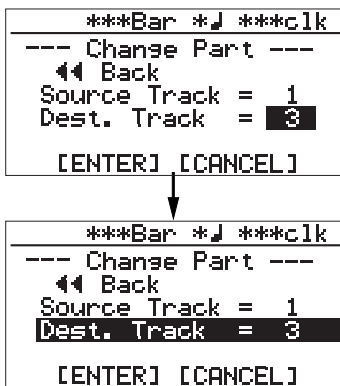 ***Bar *♩ ***clk
--- Change Part ---
◀◀ Back
Source Track = 1
Dest. Track = 3
[ENTER] [CANCEL]
***Bar *♩ ***clk
--- Change Part ---
◀◀ Back
Source Track = 1
Dest. Track = 3
[ENTER] [CANCEL]